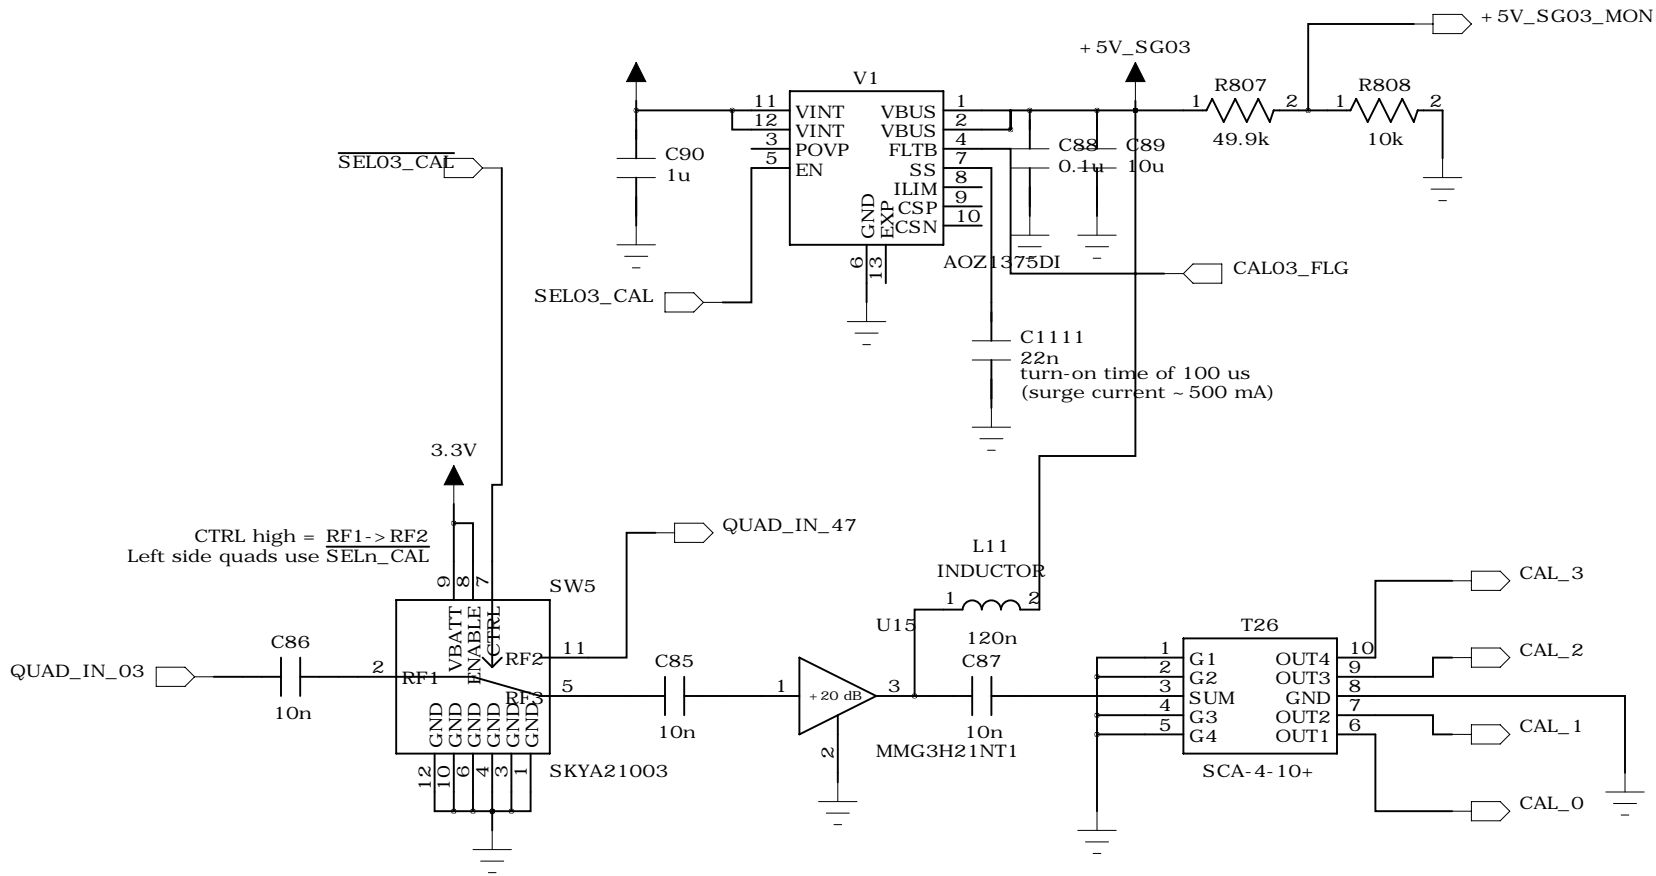 +5V_SG03_MON
+5V_SG03
V1
R807
R808
11 VINT
12 VINT
3 POVP
5 EN
VBUS 1
VBUS 2
FLTB 4
SS 7
ILIM 8
CSP 9
CSN 10
GND 6
EXP 13
1 2
1 2
49.9k
10k
C90
1u
C88
0.1u
C89
10u
SEL03_CAL
AOZ1375DI
CAL03_FLG
SEL03_CAL
C1111
22n
turn-on time of 100 us
(surge current ~500 mA)
3.3V
CTRL high = RF1->RF2
Left side quads use SELn_CAL
QUAD_IN_47
SW5
9 VBATT
8 ENABLE
7 CTRL
L11
INDUCTOR
1 2
120n
CAL_3
U15
T26
C86
10n
QUAD_IN_03
2 RF1
RF2 11
RF3 5
C85
10n
1 +20 dB 3
2
C87
10n
MMG3H21NT1
1 G1
2 G2
3 SUM
4 G3
5 G4
OUT4 10
OUT3 9
GND 8
OUT2 7
OUT1 6
CAL_2
CAL_1
CAL_0
SCA-4-10+
GND GND GND GND GND GND
12 10 6 4 3 1
SKYA21003